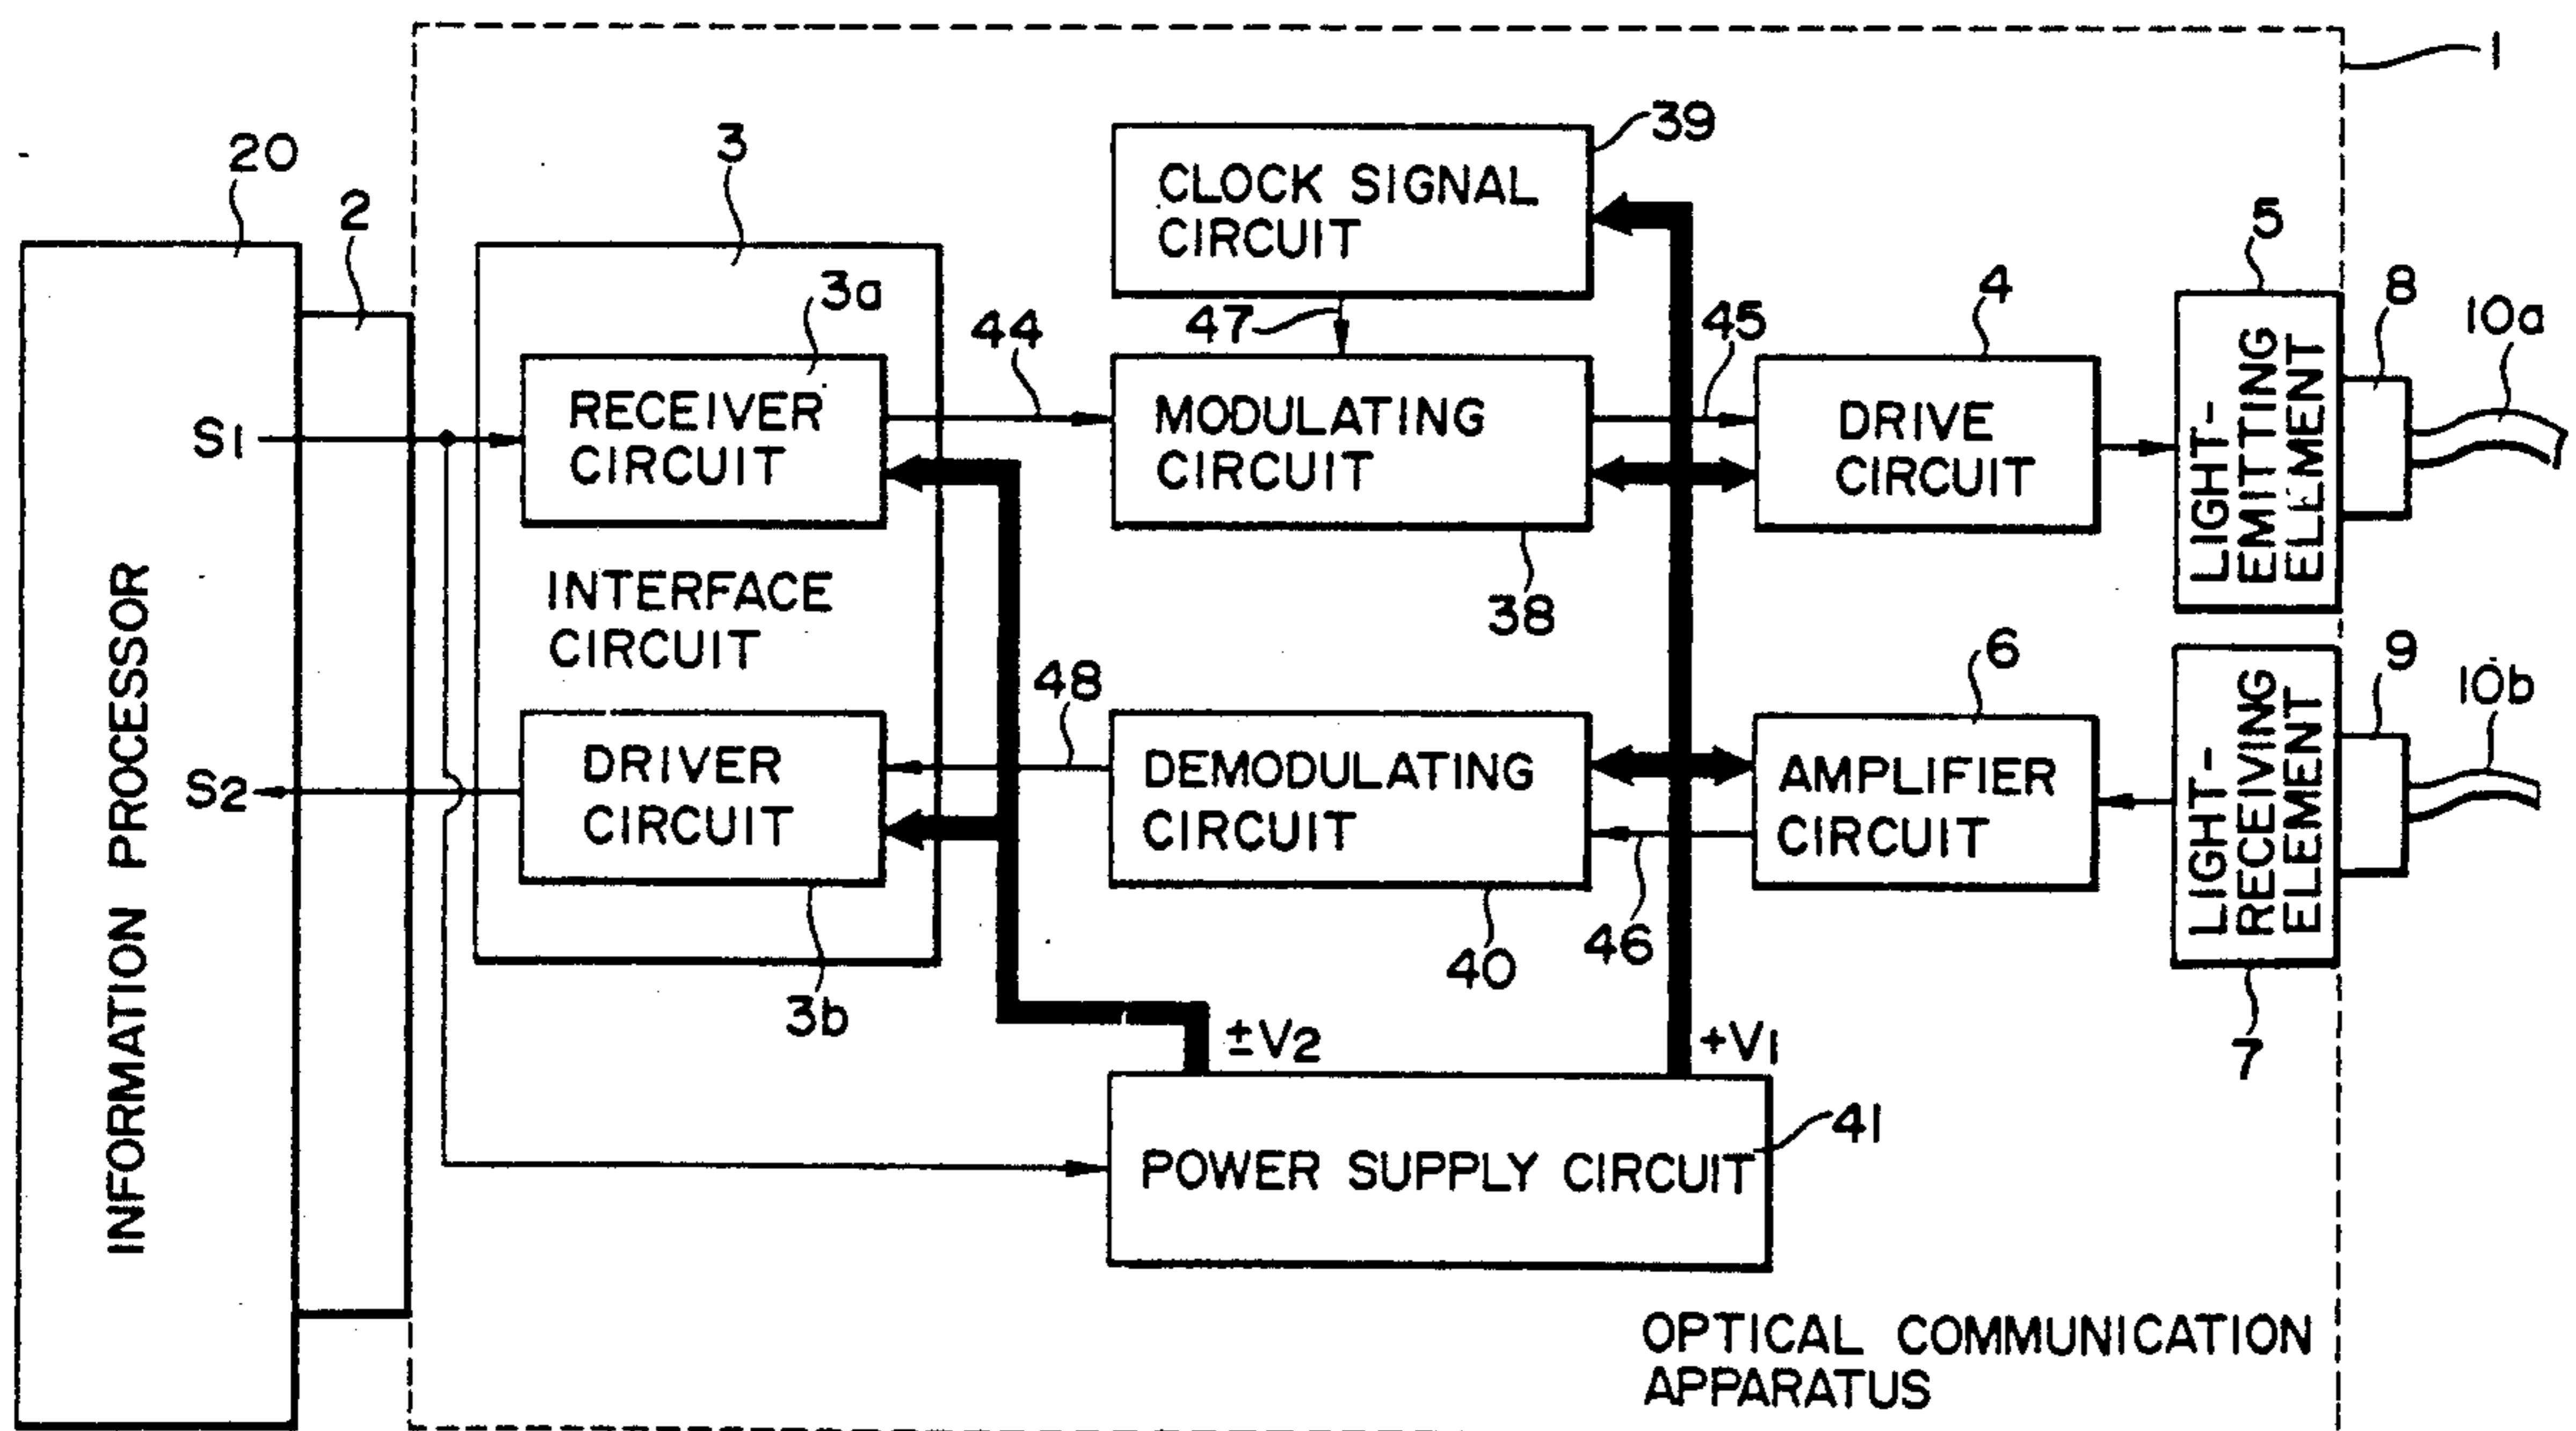 1
39
20
3
CLOCK SIGNAL
CIRCUIT
2
5
3a
4
8
10a
47
44
45
RECEIVER
CIRCUIT
MODULATING
CIRCUIT
DRIVE
CIRCUIT
LIGHT-
EMITTING
ELEMENT
S1
INTERFACE
CIRCUIT
38
INFORMATION PROCESSOR
48
6
9
10b
DRIVER
CIRCUIT
DEMODULATING
CIRCUIT
AMPLIFIER
CIRCUIT
LIGHT-
RECEIVING
ELEMENT
S2
46
40
3b
±V2
+V1
7
41
POWER SUPPLY CIRCUIT
OPTICAL COMMUNICATION
APPARATUS